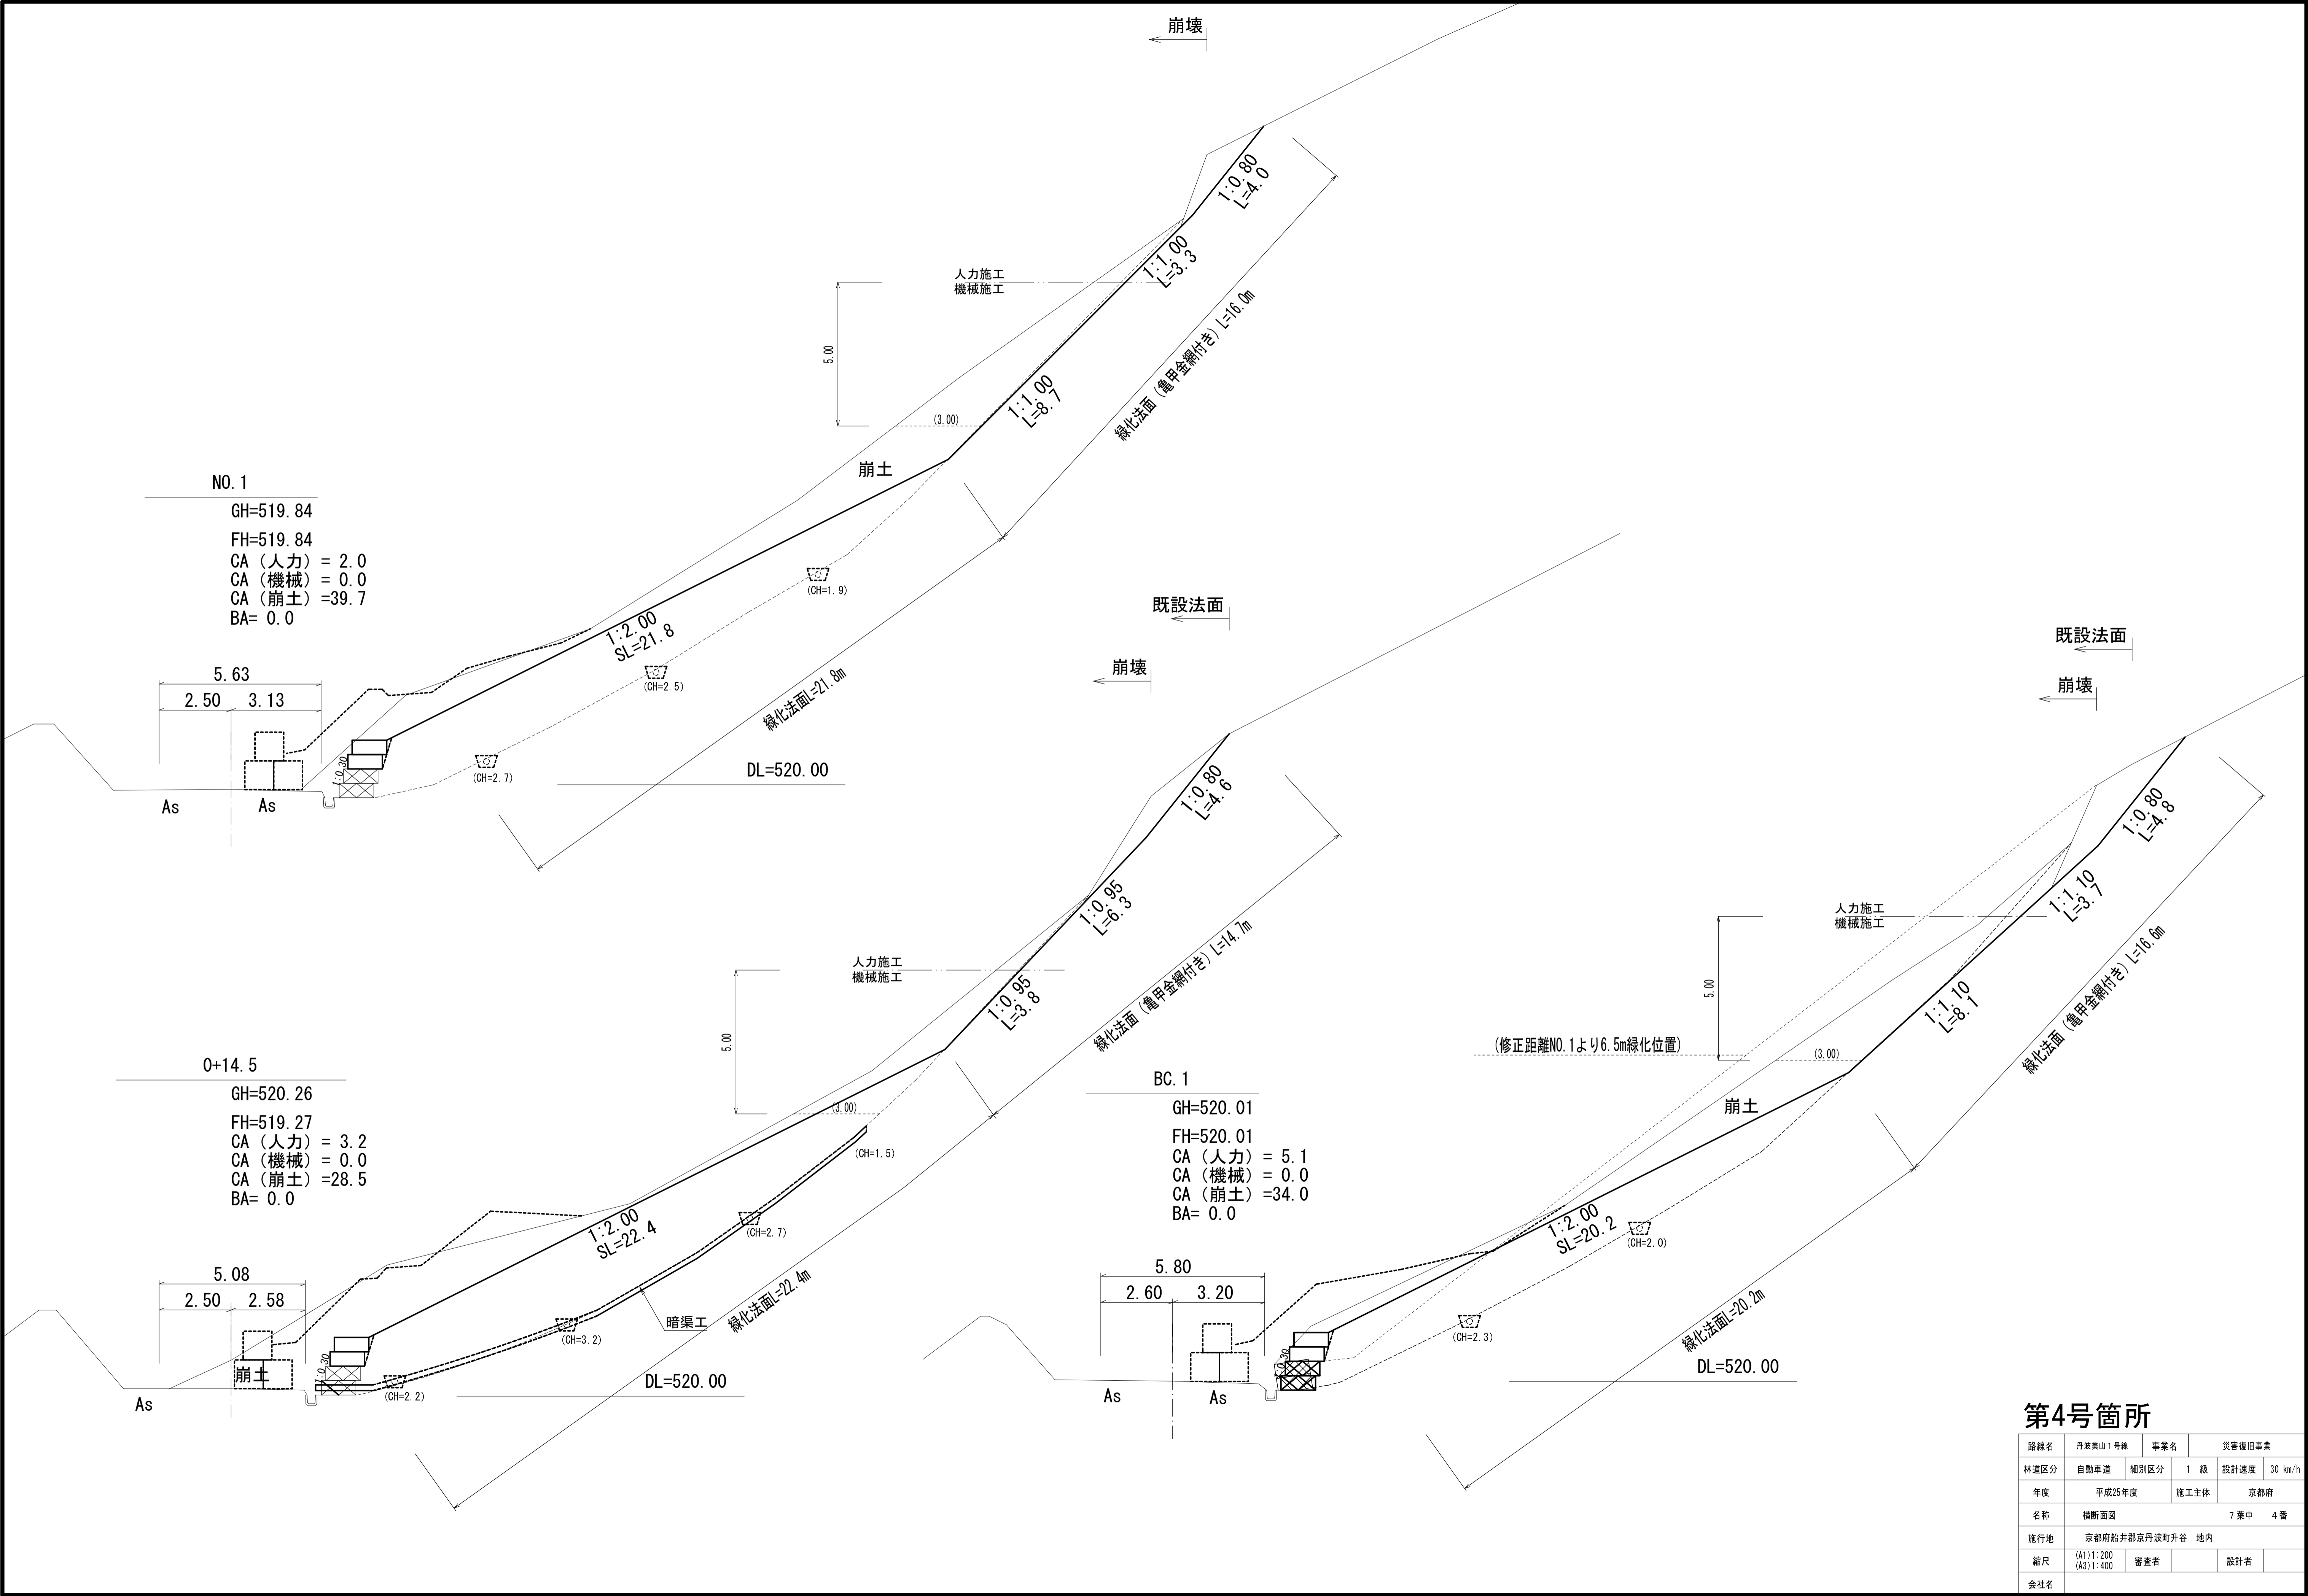 崩壊
1:0.80
L=4.0
1:1.00
L=3.3
人力施工
機械施工
5.00
緑化法面（亀甲金網付き）L=16.0m
1:1.00
L=8.7
(3.00)
崩土
NO.1
GH=519.84
FH=519.84
CA（人力）= 2.0
CA（機械）= 0.0
CA（崩土）=39.7
BA= 0.0
(CH=1.9)
1:2.00
SL=21.8
(CH=2.5)
緑化法面L=21.8m
5.63
2.50
3.13
1:0.30
(CH=2.7)
DL=520.00
As
As
既設法面
崩壊
1:0.80
L=4.6
1:0.95
L=6.3
人力施工
機械施工
5.00
緑化法面（亀甲金網付き）L=14.7m
1:0.95
L=3.8
(3.00)
(CH=1.5)
0+14.5
GH=520.26
FH=519.27
CA（人力）= 3.2
CA（機械）= 0.0
CA（崩土）=28.5
BA= 0.0
1:2.00
SL=22.4
(CH=2.7)
緑化法面L=22.4m
暗渠工
(CH=3.2)
5.08
2.50
2.58
崩土
1:0.30
(CH=2.2)
DL=520.00
As
既設法面
崩壊
1:0.80
L=4.8
1:1.10
L=3.7
人力施工
機械施工
5.00
緑化法面（亀甲金網付き）L=16.6m
1:1.10
L=8.1
(修正距離NO.1より6.5m緑化位置)
(3.00)
崩土
BC.1
GH=520.01
FH=520.01
CA（人力）= 5.1
CA（機械）= 0.0
CA（崩土）=34.0
BA= 0.0
1:2.00
SL=20.2
(CH=2.0)
緑化法面L=20.2m
5.80
2.60
3.20
1:0.30
(CH=2.3)
DL=520.00
As
As
第4号箇所
路線名 丹波美山１号線 事業名 災害復旧事業
林道区分 自動車道 細別区分 1 級 設計速度 30 km/h
年度 平成25年度 施工主体 京都府
名称 横断面図 7 葉中 4 番
施行地 京都府船井郡京丹波町升谷 地内
縮尺 (A1)1:200 審査者 設計者
(A3)1:400
会社名